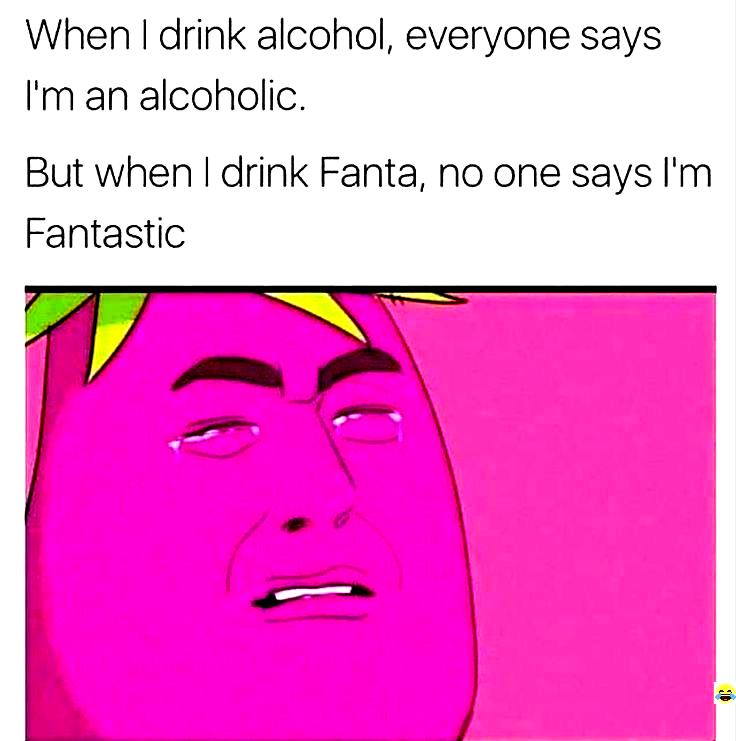 When I drink alcohol, everyone says
I'm an alcoholic.
But when I drink Fanta, no one says I'm
Fantastic